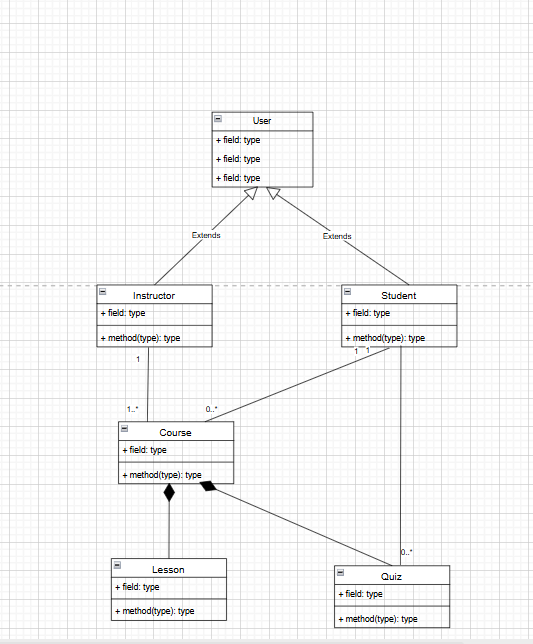 User
+ field: type
+ field: type
+ field: type
Extends
Extends
Instructor
+ field: type
+ method(type): type
Student
+ field: type
+ method(type): type
1
1
1
1..*
0..*
Course
+ field: type
+ method(type): type
0..*
Lesson
+ field: type
+ method(type): type
Quiz
+ field: type
+ method(type): type